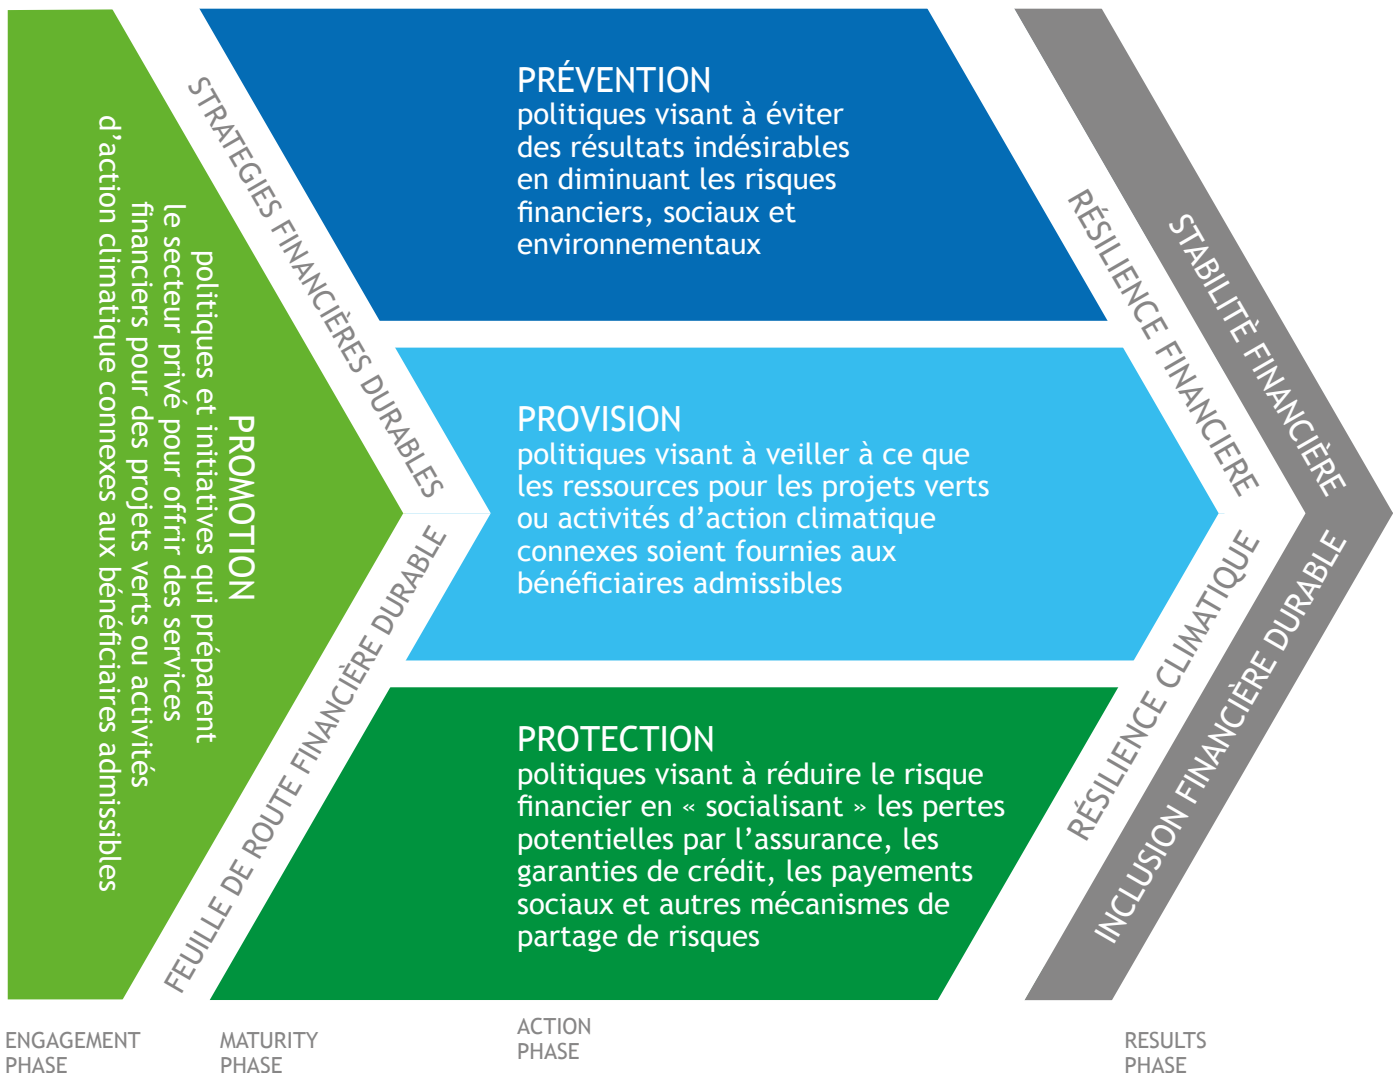 PROMOTION
politiques et initiatives qui préparent
le secteur privé pour offrir des services
financiers pour des projets verts ou activités
d’action climatique connexes aux bénéficiaires admissibles
STRATEGIES FINANCIÈRES DURABLES
FEUILLE DE ROUTE FINANCIÈRE DURABLE
PRÉVENTION
politiques visant à éviter
des résultats indésirables
en diminuant les risques
financiers, sociaux et
environnementaux
PROVISION
politiques visant à veiller à ce que
les ressources pour les projets verts
ou activités d’action climatique
connexes soient fournies aux
bénéficiaires admissibles
PROTECTION
politiques visant à réduire le risque
financier en « socialisant » les pertes
potentielles par l’assurance, les
garanties de crédit, les payements
sociaux et autres mécanismes de
partage de risques
RÉSILIENCE FINANCIERE
RÉSILIENCE CLIMATIQUE
STABILITÈ FINANCIÈRE
INCLUSION FINANCIÈRE DURABLE
ENGAGEMENT
PHASE
MATURITY
PHASE
ACTION
PHASE
RESULTS
PHASE